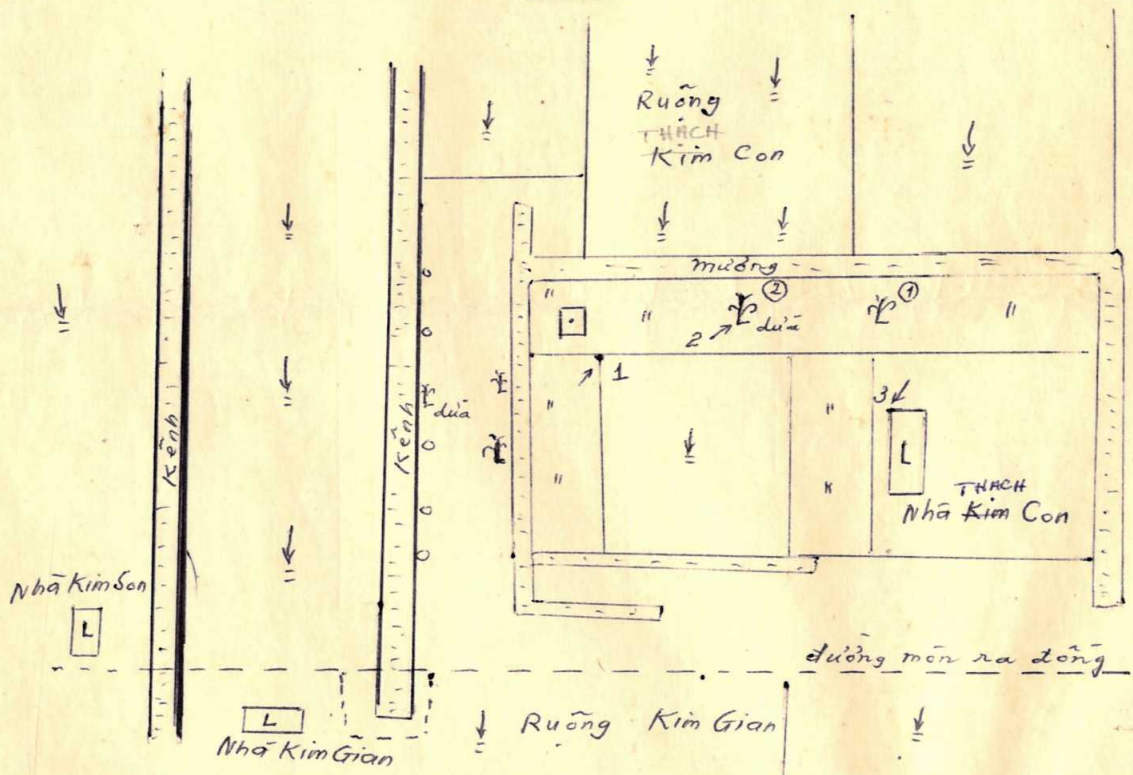 Ruộng
THẠCH
Kim Con
mương
2
1
2
dừa
1
3
dừa
Kênh
Kênh
L
THẠCH
Nhà Kim Con
Nhà Kim Son
L
đường mòn ra đồng
L
Nhà Kim Gian
Ruộng Kim Gian